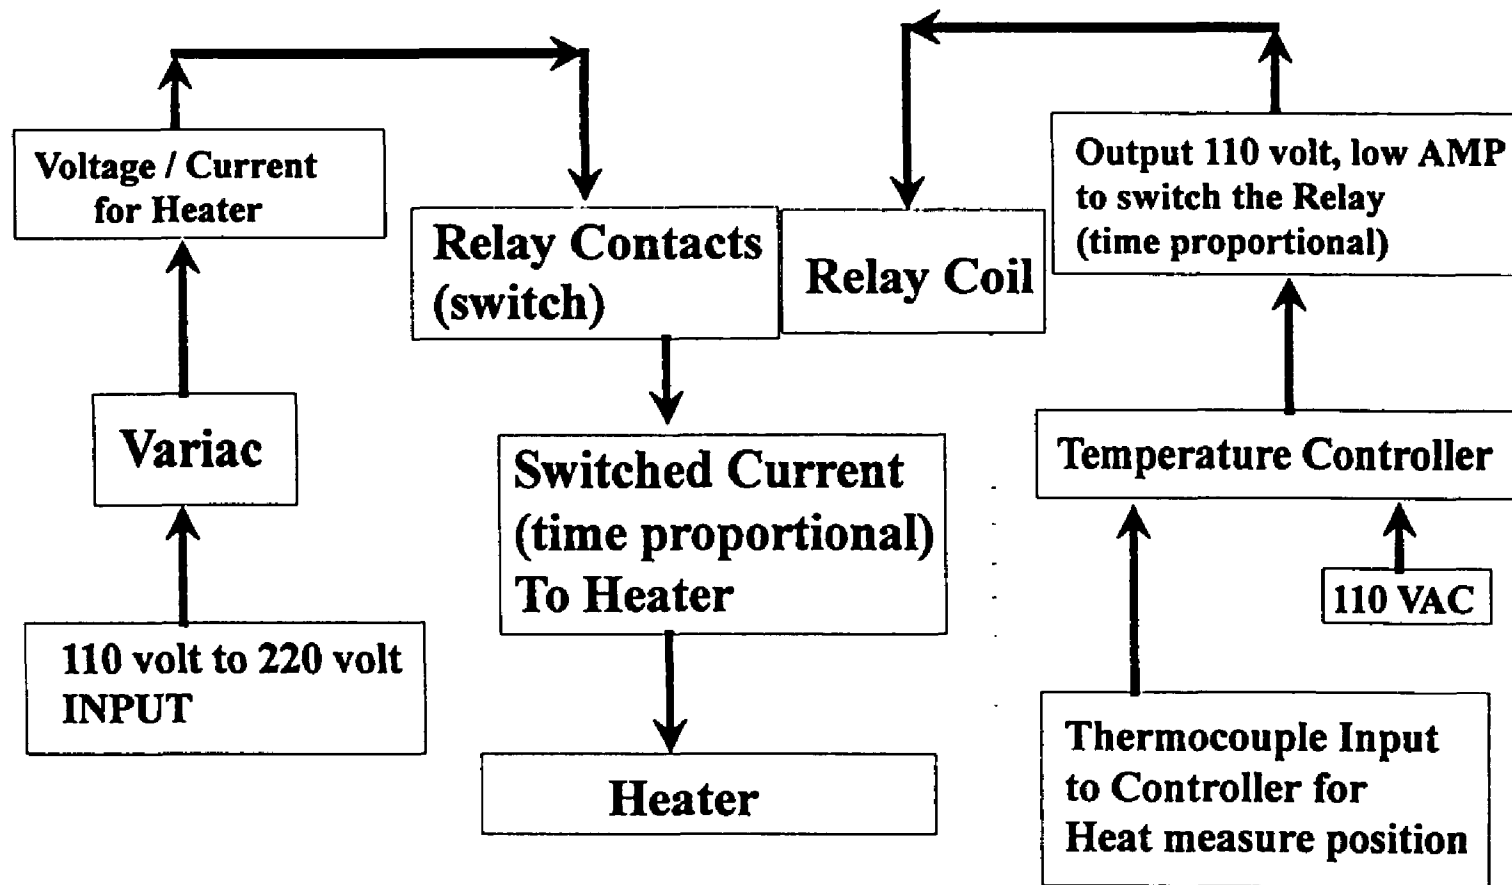 Voltage / Current
for Heater
Output 110 volt, low AMP
to switch the Relay
(time proportional)
Relay Contacts
(switch)
Relay Coil
Variac
Switched Current
(time proportional)
To Heater
Temperature Controller
110 VAC
110 volt to 220 volt
INPUT
Heater
Thermocouple Input
to Controller for
Heat measure position